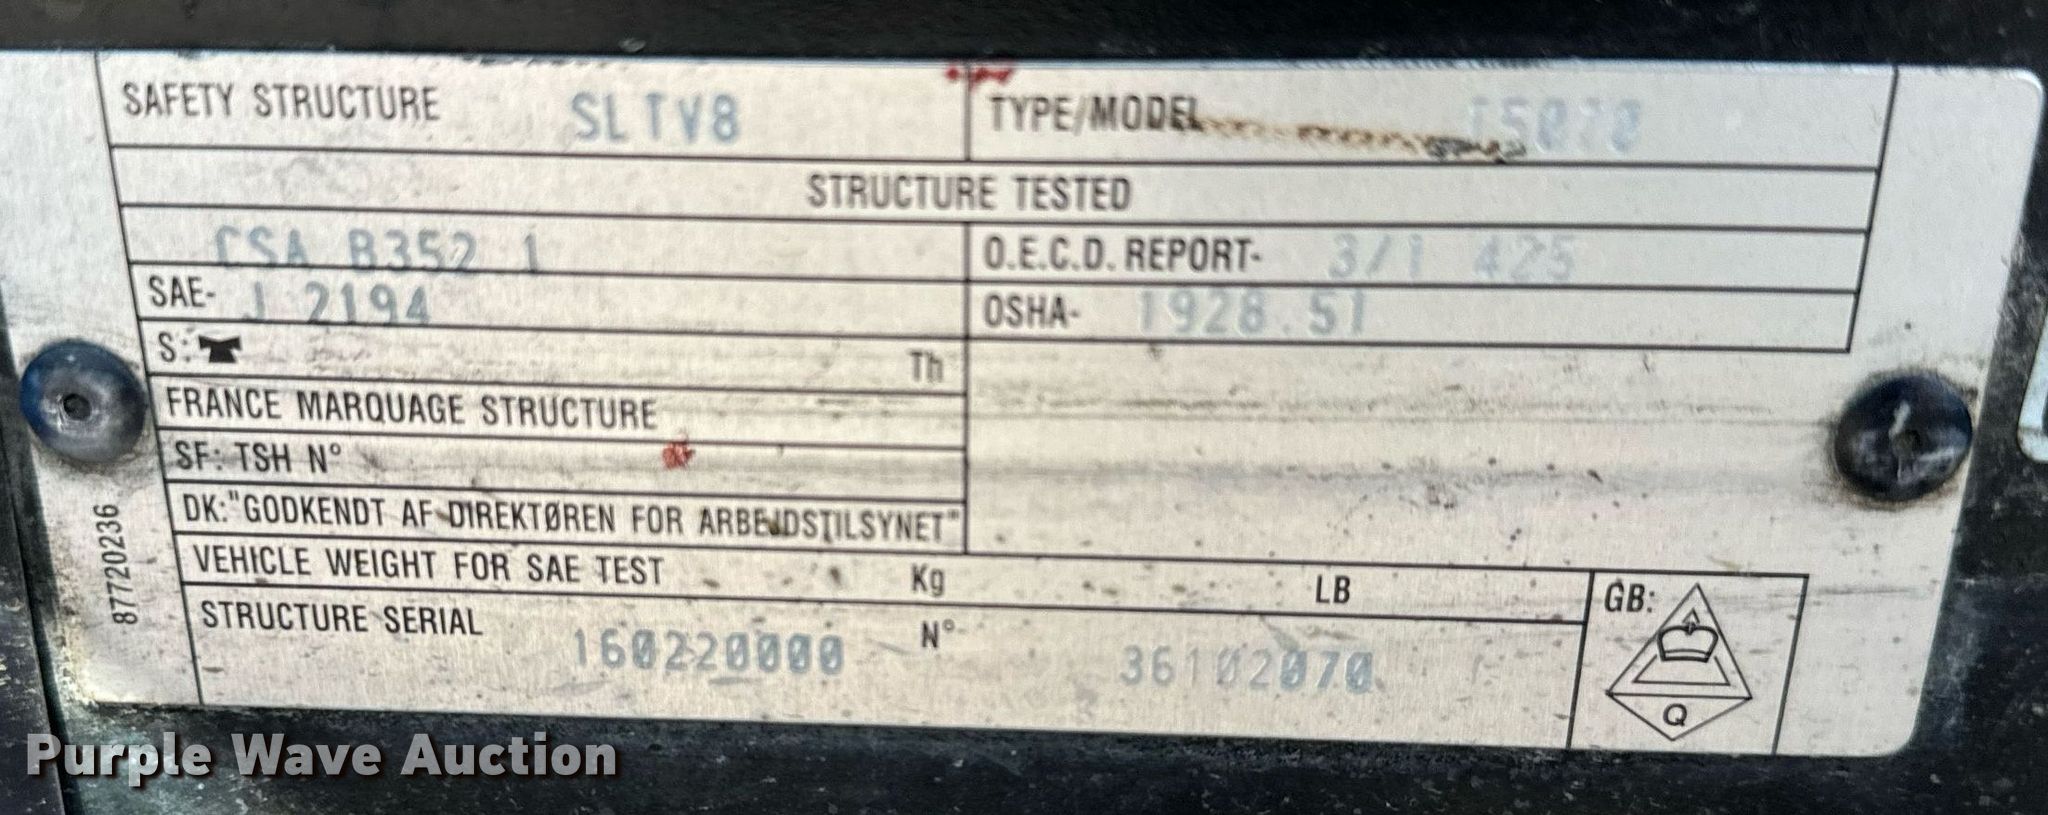 SAFETY STRUCTURE SLTV8 TYPE/MODEL T5070
STRUCTURE TESTED
CSA B352 1 O.E.C.D. REPORT- 3/1 425
SAE- J 2194 OSHA- 1928.51
S: Th
FRANCE MARQUAGE STRUCTURE
SF: TSH N°
DK:"GODKENDT AF DIREKTØREN FOR ARBEJDSTILSYNET"
VEHICLE WEIGHT FOR SAE TEST Kg LB GB:
STRUCTURE SERIAL 160220000 N° 36102070
Q
87720236
Purple Wave Auction